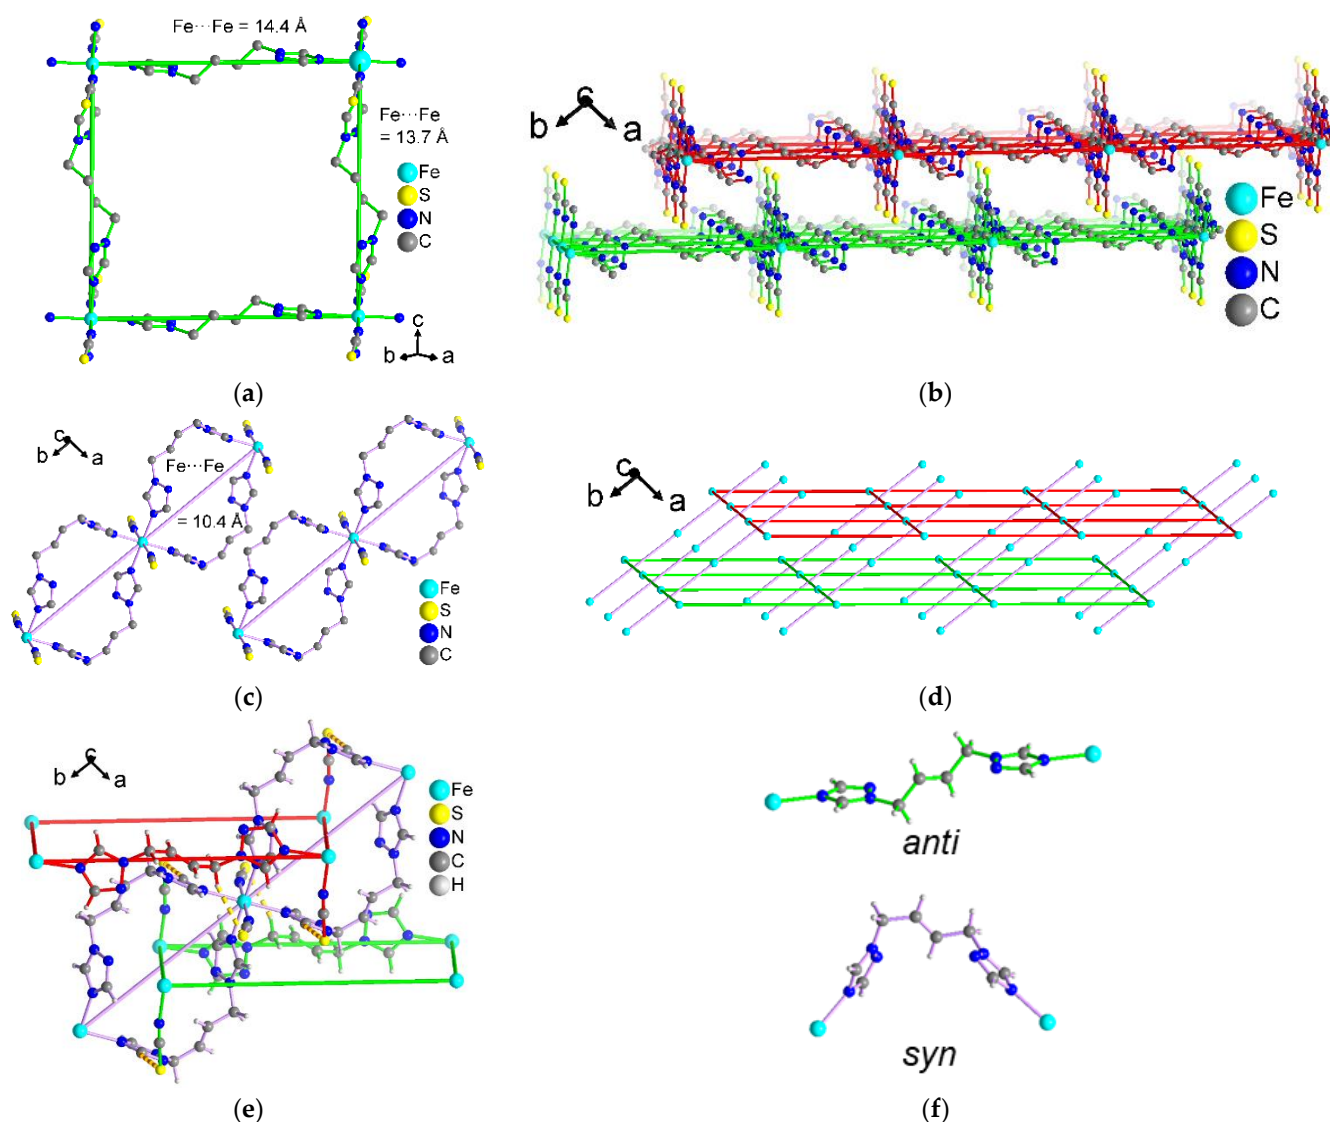 Fe···Fe = 14.4 Å
Fe···Fe
= 13.7 Å
Fe
S
N
C
c
b
a
(a)
c
b
a
Fe
S
N
C
(b)
c
b
a
Fe···Fe
= 10.4 Å
Fe
S
N
C
(c)
c
b
a
(d)
c
b
a
Fe
S
N
C
H
(e)
anti
syn
(f)